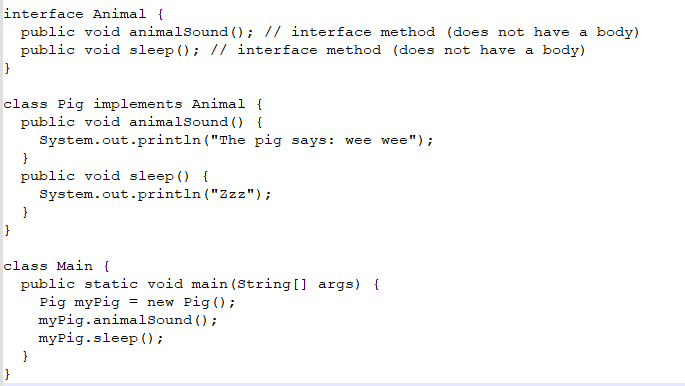 interface Animal {
  public void animalSound(); // interface method (does not have a body)
  public void sleep(); // interface method (does not have a body)
}

class Pig implements Animal {
  public void animalSound() {
    System.out.println("The pig says: wee wee");
  }
  public void sleep() {
    System.out.println("Zzz");
  }
}

class Main {
  public static void main(String[] args) {
    Pig myPig = new Pig();
    myPig.animalSound();
    myPig.sleep();
  }
}